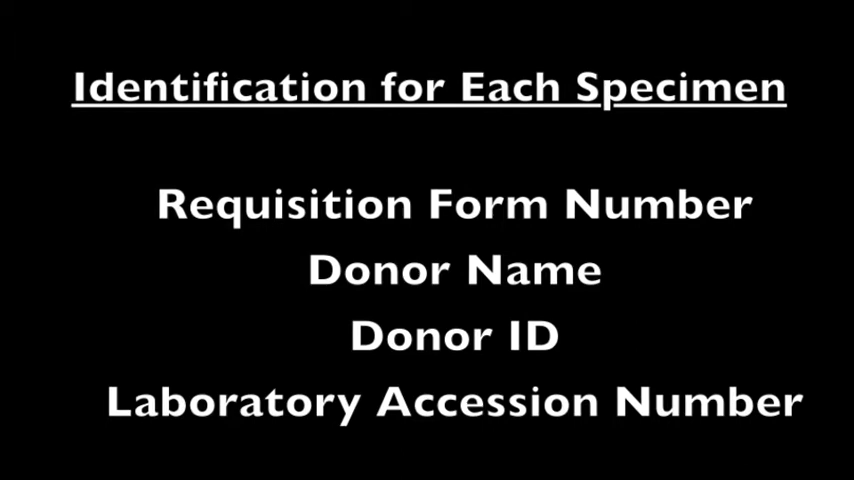 Identification for Each Specimen
Requisition Form Number
Donor Name
Donor ID
Laboratory Accession Number